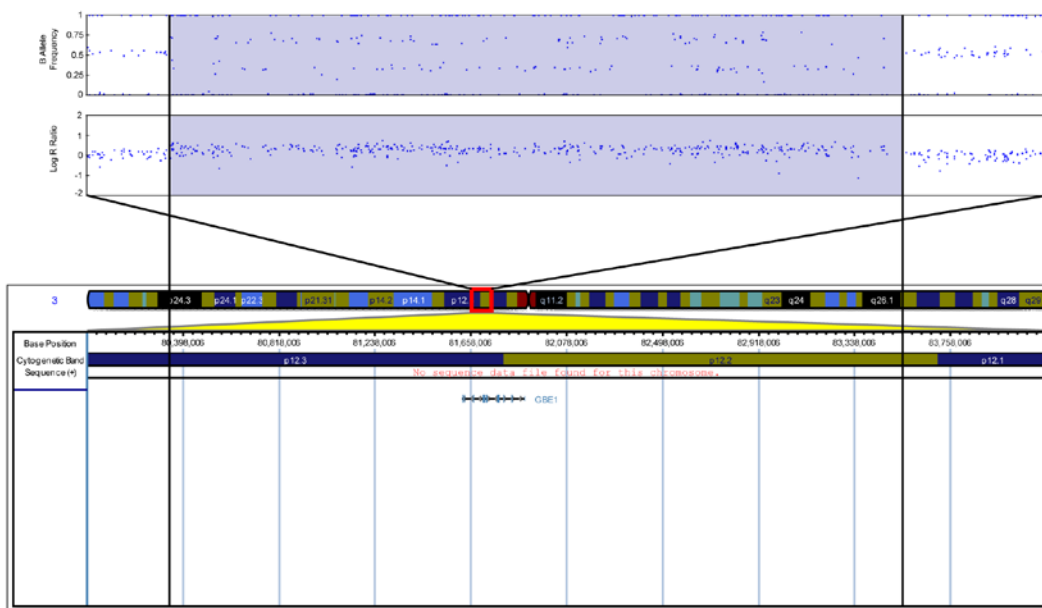 B Allele
Frequency
1
0.75
0.5
0.25
0
Log R Ratio
2
1
0
-1
-2
3
p24.3 p24.1 p22.3 p21.31 p14.2 p14.1 p12. q11.2 q23 q24 q26.1 q28 q29
Base Position 80,398,006 80,818,006 81,238,006 81,658,006 82,078,006 82,498,006 82,918,006 83,338,006 83,758,006
Cytogenetic Band p12.3 p12.2 p12.1
Sequence (+) No sequence data file found for this chromosome.
GBE1